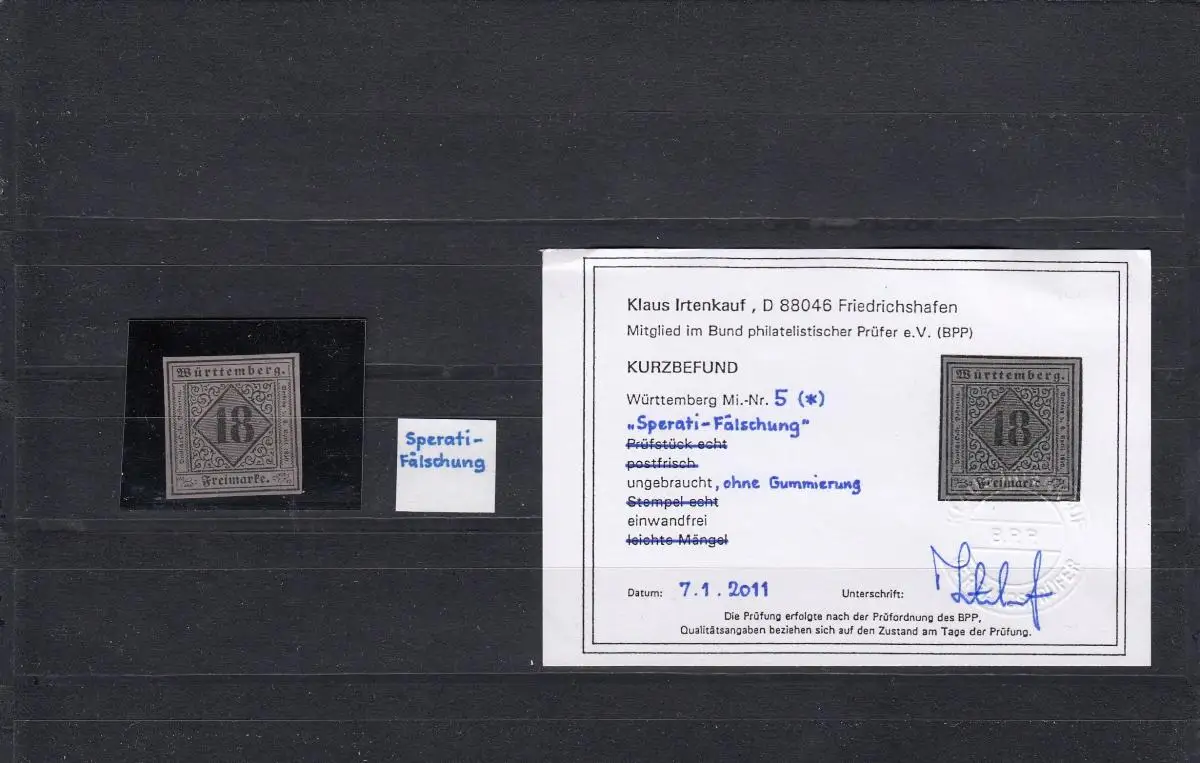 Württemberg.
18
Freimarke.
Sperati-
Fälschung
Klaus Irtenkauf, D 88046 Friedrichshafen
Mitglied im Bund philatelistischer Prüfer e.V. (BPP)
KURZBEFUND
Württemberg Mi.-Nr. 5 (*)
„Sperati-Fälschung"
Prüfstück echt
postfrisch
ungebraucht, ohne Gummierung
Stempel echt
einwandfrei
leichte Mängel
Württemberg.
18
Freimarke.
B.P.P.
Datum: 7.1.2011 Unterschrift:
Die Prüfung erfolgte nach der Prüfordnung des BPP,
Qualitätsangaben beziehen sich auf den Zustand am Tage der Prüfung.